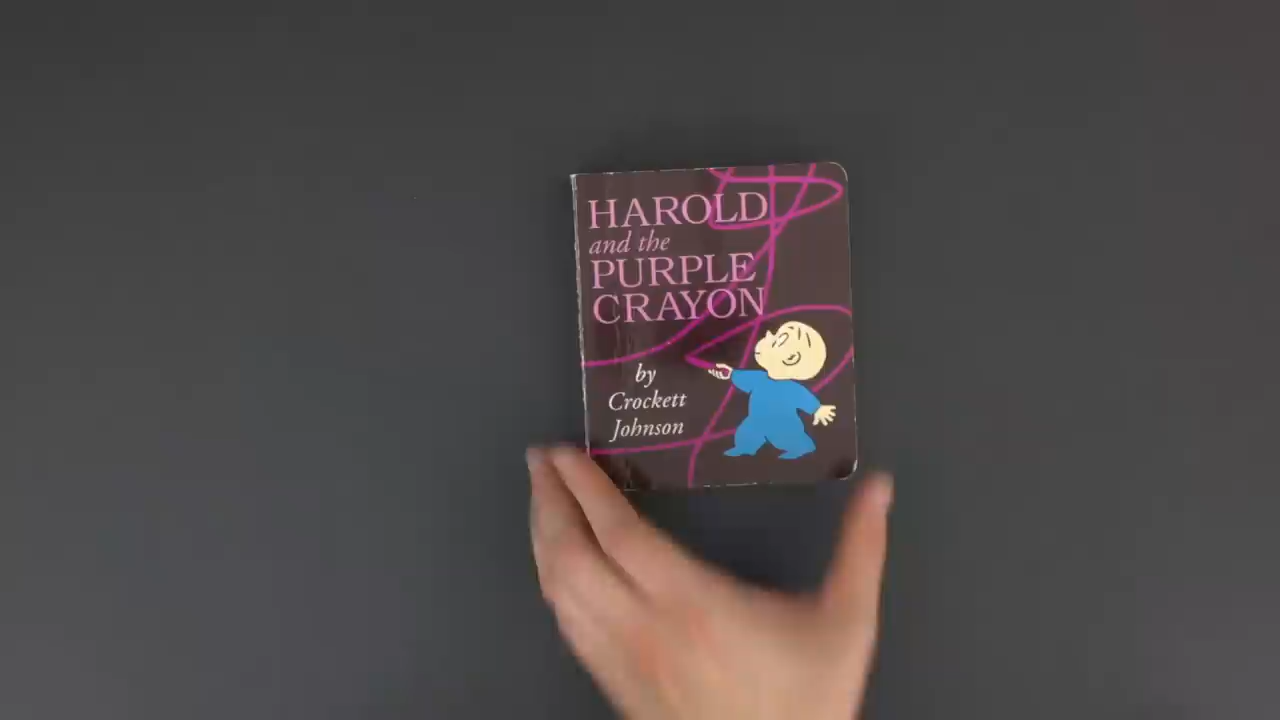 HAROLD
and the
PURPLE
CRAYON
by
Crockett
Johnson